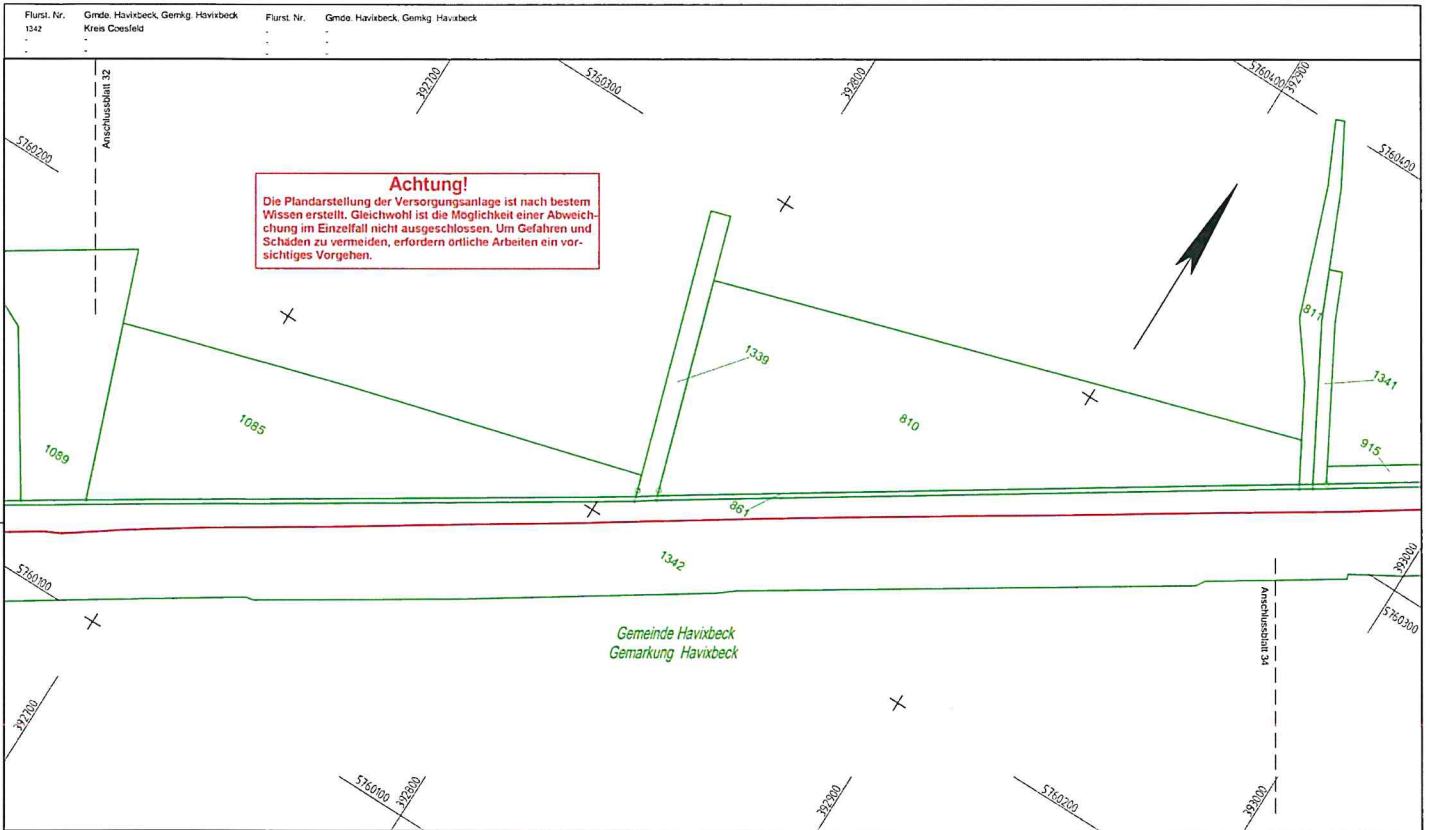 Flurst. Nr. Gmde. Havixbeck, Gemkg. Havixbeck Flurst. Nr. Gmde. Havixbeck, Gemkg. Havixbeck
1342 Kreis Coesfeld - -
- - - -
- - - -
Anschlussblatt 32
392700
5760300
392800
5760400
392900
5760200
5760400
Achtung!
Die Plandarstellung der Versorgungsanlage ist nach bestem
Wissen erstellt. Gleichwohl ist die Möglichkeit einer Abweich-
chung im Einzelfall nicht ausgeschlossen. Um Gefahren und
Schäden zu vermeiden, erfordern örtliche Arbeiten ein vor-
sichtiges Vorgehen.
811
1339
1341
1085
810
1089
915
861
1342
5760100
393000
5760300
Anschlussblatt 34
Gemeinde Havixbeck
Gemarkung Havixbeck
392700
5760100
392800
392900
5760200
393000